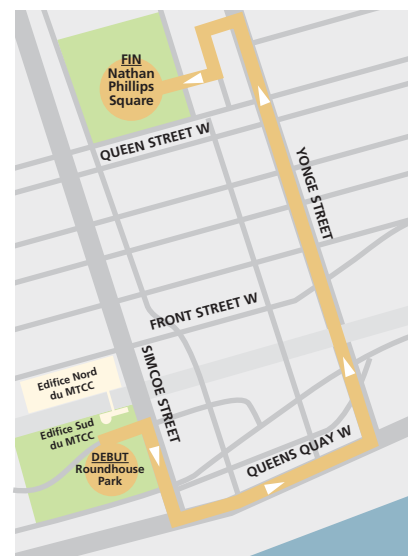 FIN
Nathan
Phillips
Square
QUEEN STREET W
YONGE STREET
FRONT STREET W
SIMCOE STREET
Edifice Nord
du MTCC
Edifice Sud
du MTCC
DEBUT
Roundhouse
Park
QUEENS QUAY W